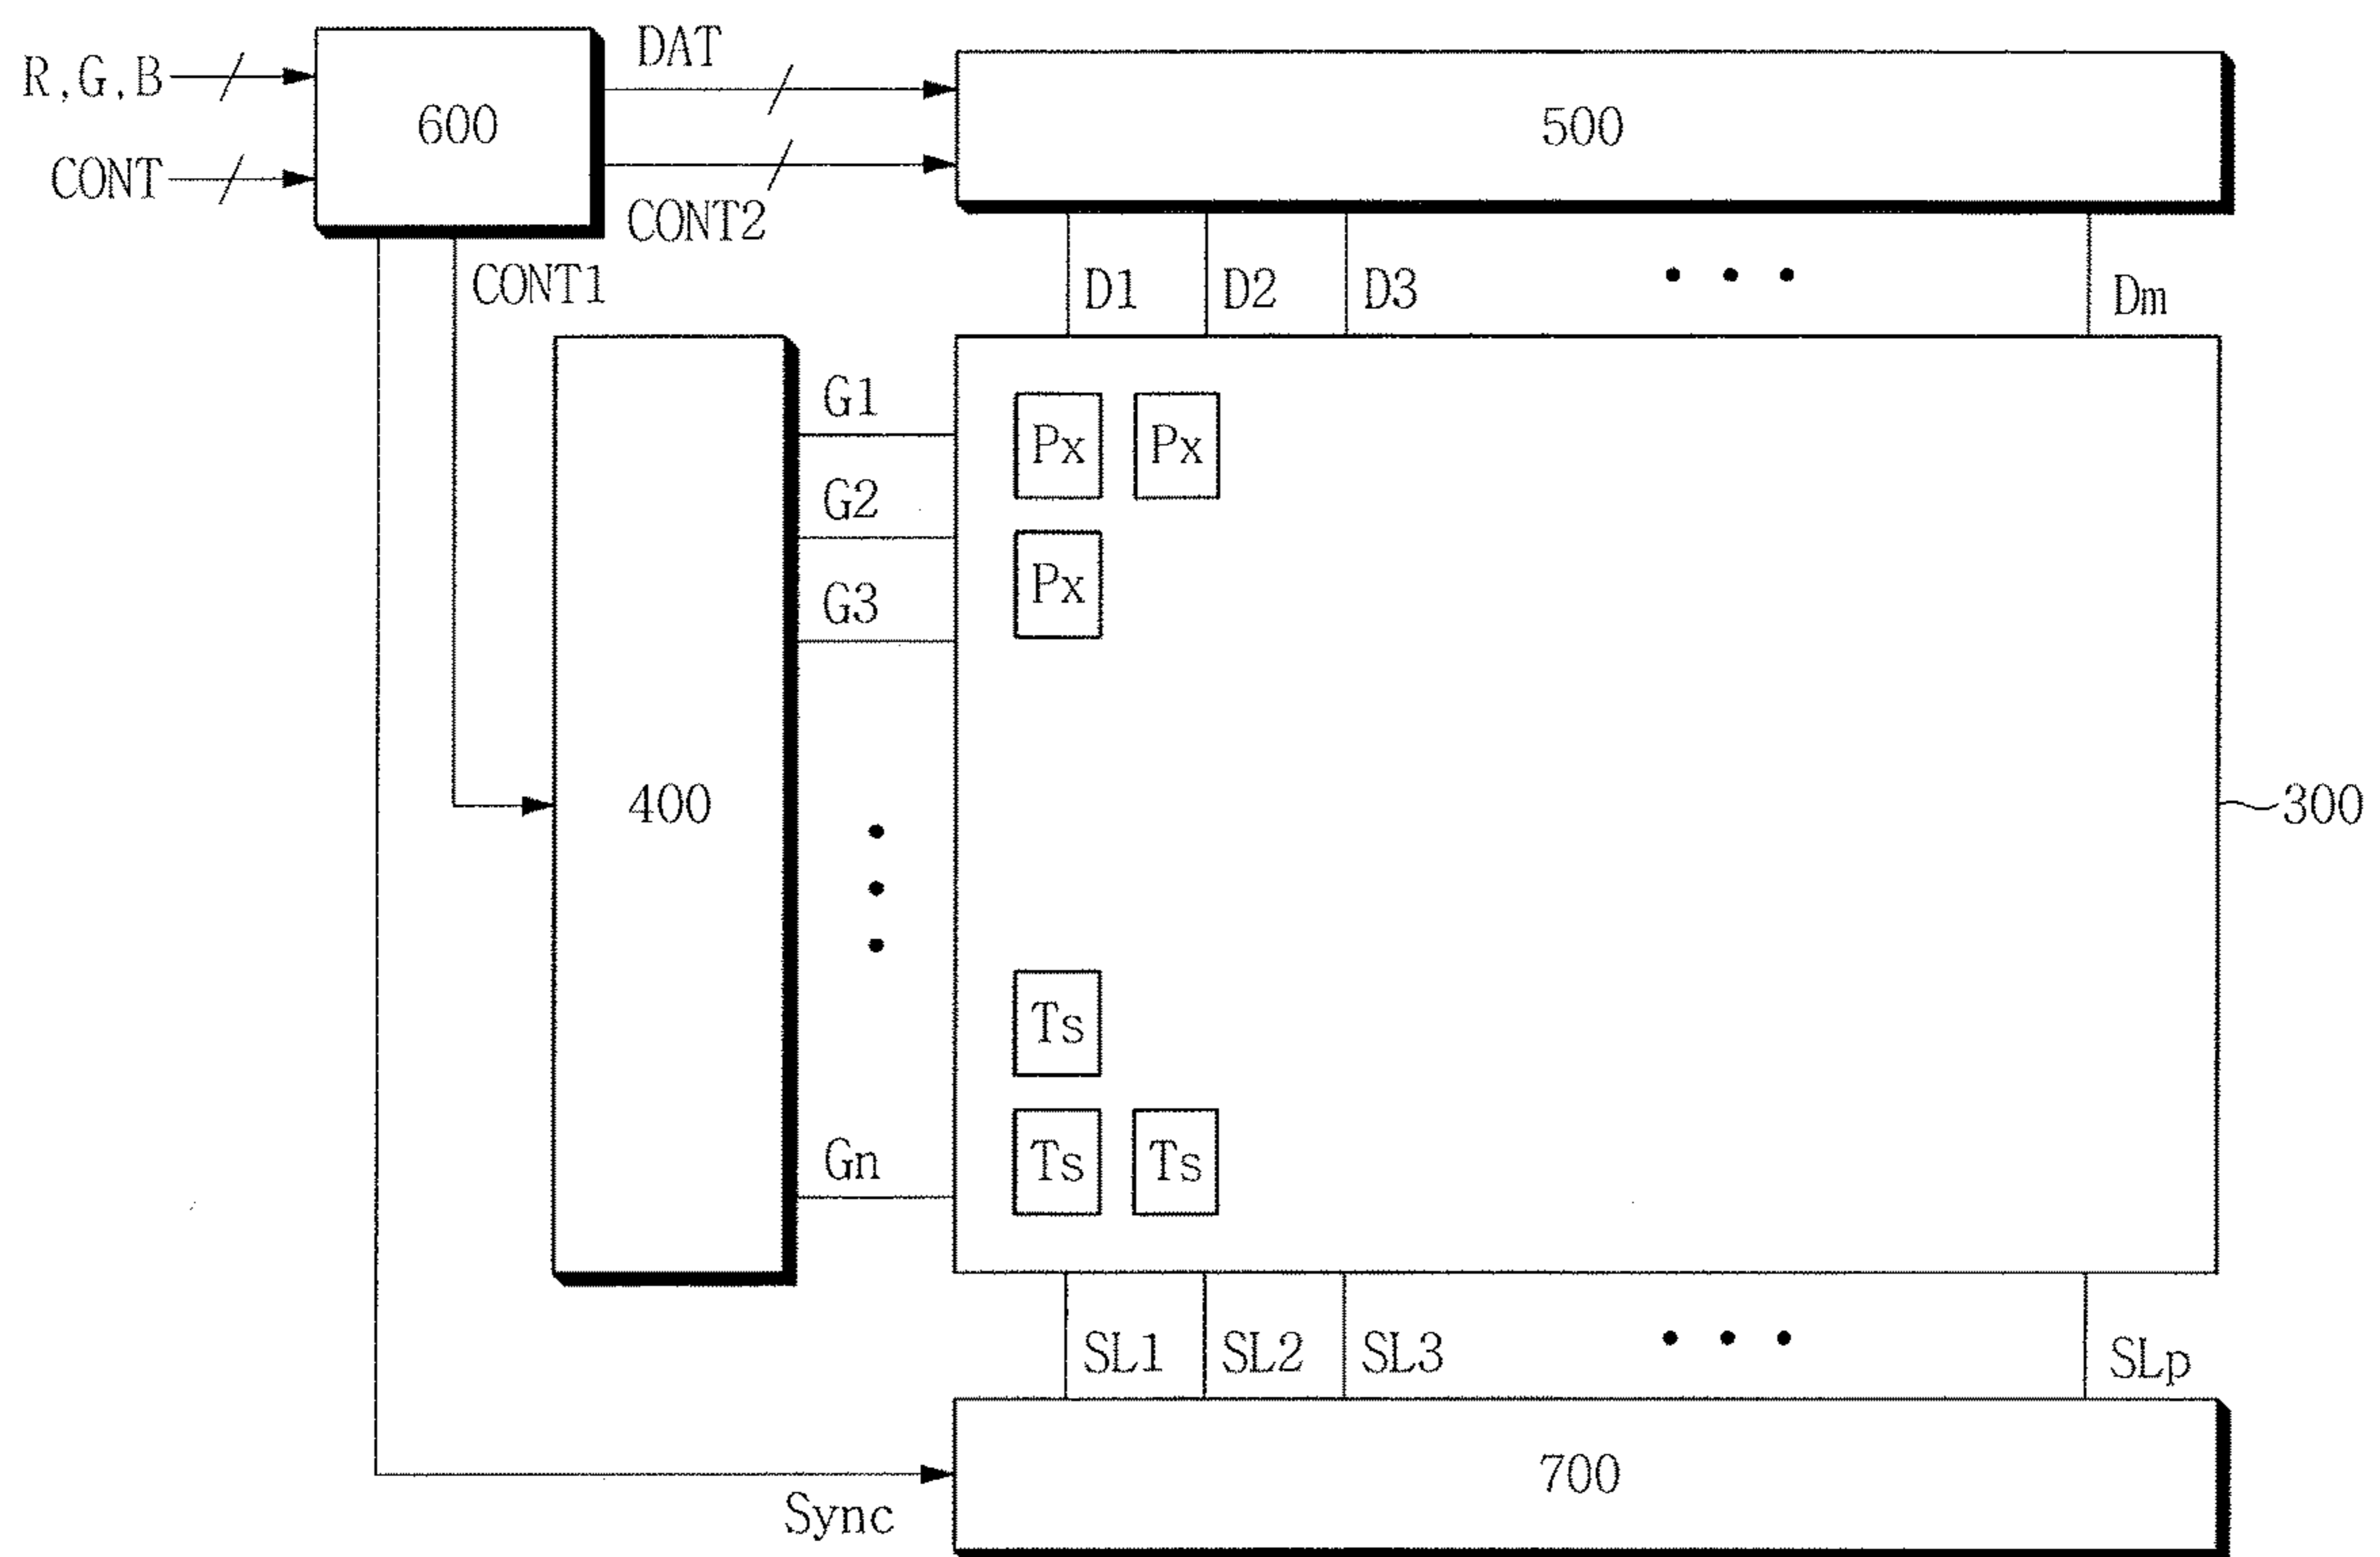 DAT
R,G,B
600
500
CONT
CONT2
CONT1
D1 D2 D3 Dm
G1
Px Px
G2
Px
G3
400
300
Ts
Gn
Ts Ts
SL1 SL2 SL3 SLp
700
Sync